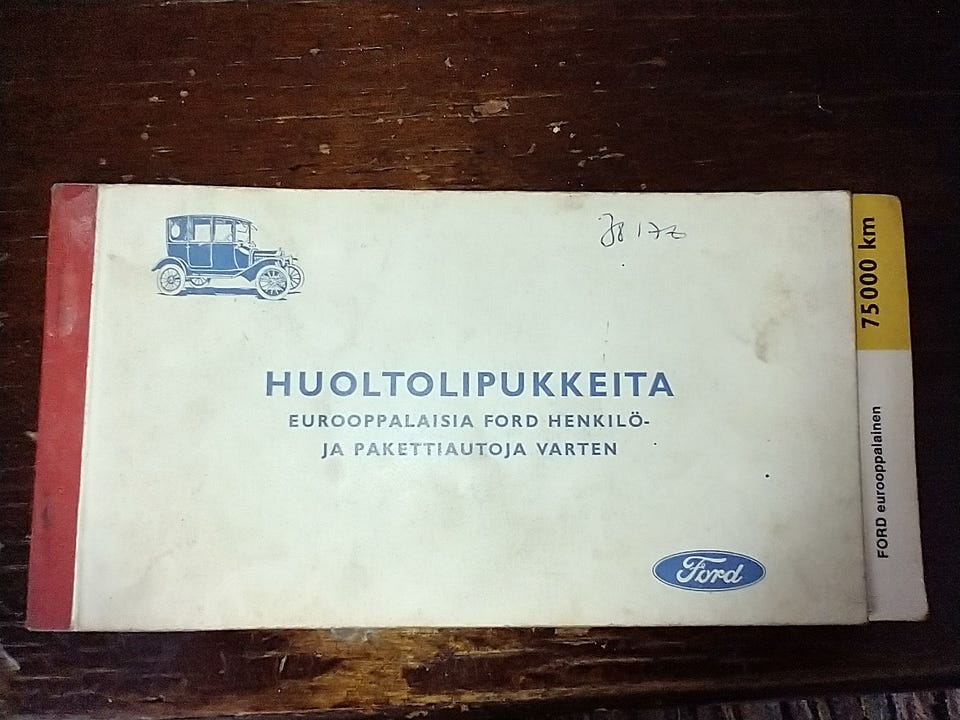 HUOLTOLIPUKKEITA
EUROOPPALAISIA FORD HENKILÖ-
JA PAKETTIAUTOJA VARTEN
Ford
75000 km
FORD eurooppalainen